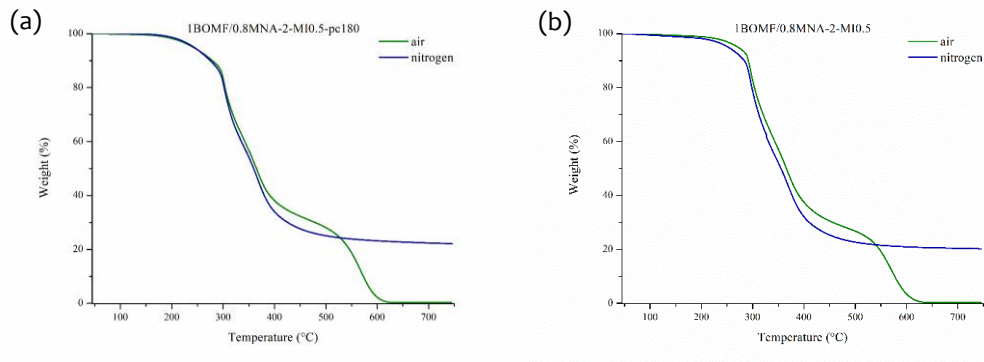 (a)
1BOMF/0.8MNA-2-MI0.5-pc180
air
nitrogen
100
80
60
40
20
0
Weight (%)
100 200 300 400 500 600 700
Temperature (°C)
(b)
1BOMF/0.8MNA-2-MI0.5
air
nitrogen
100
80
60
40
20
0
Weight (%)
100 200 300 400 500 600 700
Temperature (°C)